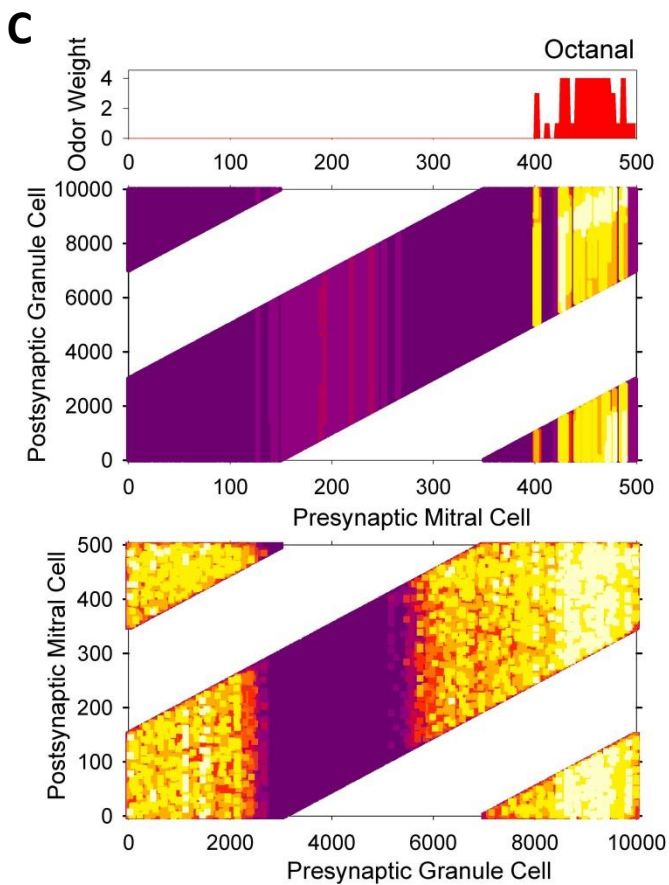 C
Octanal
Odor Weight
4
2
0
0 100 200 300 400 500
Postsynaptic Granule Cell
10000
8000
6000
4000
2000
0
0 100 200 300 400 500
Presynaptic Mitral Cell
Postsynaptic Mitral Cell
500
400
300
200
100
0
0 2000 4000 6000 8000 10000
Presynaptic Granule Cell